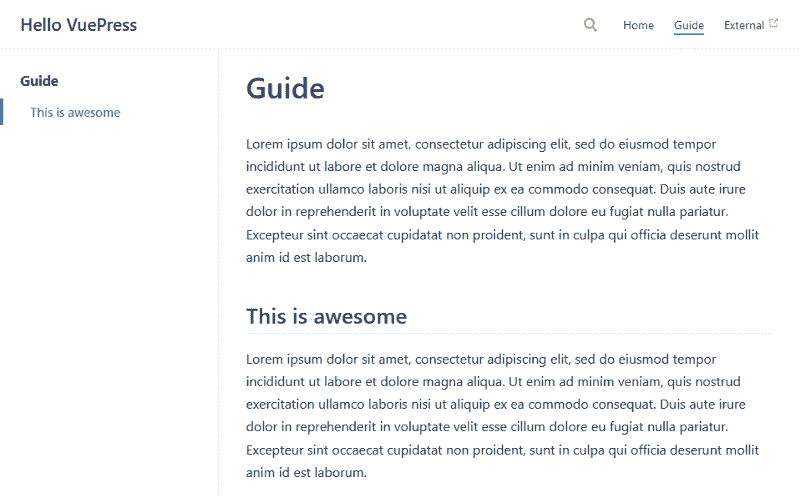 Hello VuePress
Home Guide External
Guide
This is awesome
Guide
Lorem ipsum dolor sit amet, consectetur adipiscing elit, sed do eiusmod tempor
incididunt ut labore et dolore magna aliqua. Ut enim ad minim veniam, quis nostrud
exercitation ullamco laboris nisi ut aliquip ex ea commodo consequat. Duis aute irure
dolor in reprehenderit in voluptate velit esse cillum dolore eu fugiat nulla pariatur.
Excepteur sint occaecat cupidatat non proident, sunt in culpa qui officia deserunt mollit
anim id est laborum.
This is awesome
Lorem ipsum dolor sit amet, consectetur adipiscing elit, sed do eiusmod tempor
incididunt ut labore et dolore magna aliqua. Ut enim ad minim veniam, quis nostrud
exercitation ullamco laboris nisi ut aliquip ex ea commodo consequat. Duis aute irure
dolor in reprehenderit in voluptate velit esse cillum dolore eu fugiat nulla pariatur.
Excepteur sint occaecat cupidatat non proident, sunt in culpa qui officia deserunt mollit
anim id est laborum.